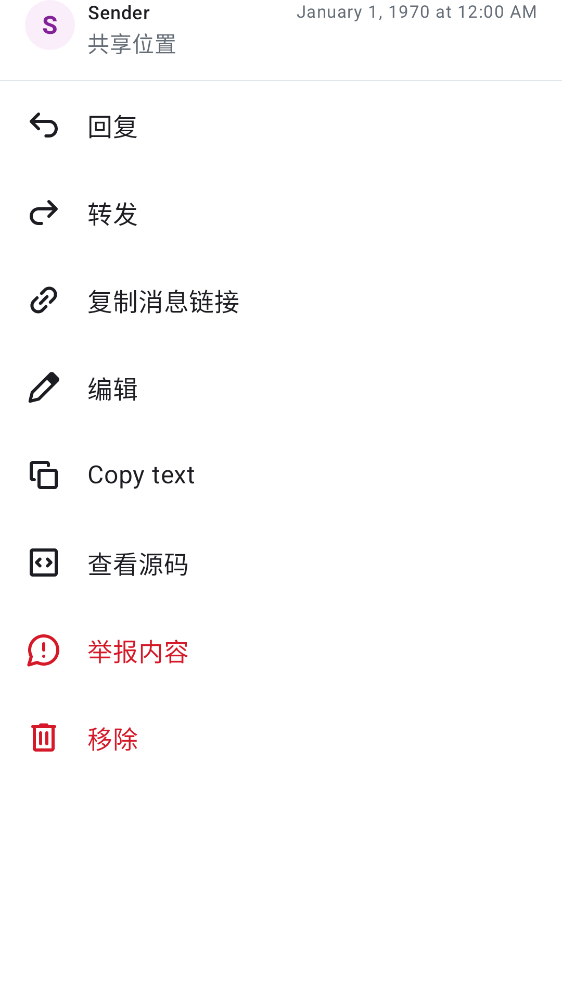 S
Sender
January 1, 1970 at 12:00 AM
共享位置
回复
转发
复制消息链接
编辑
Copy text
查看源码
举报内容
移除